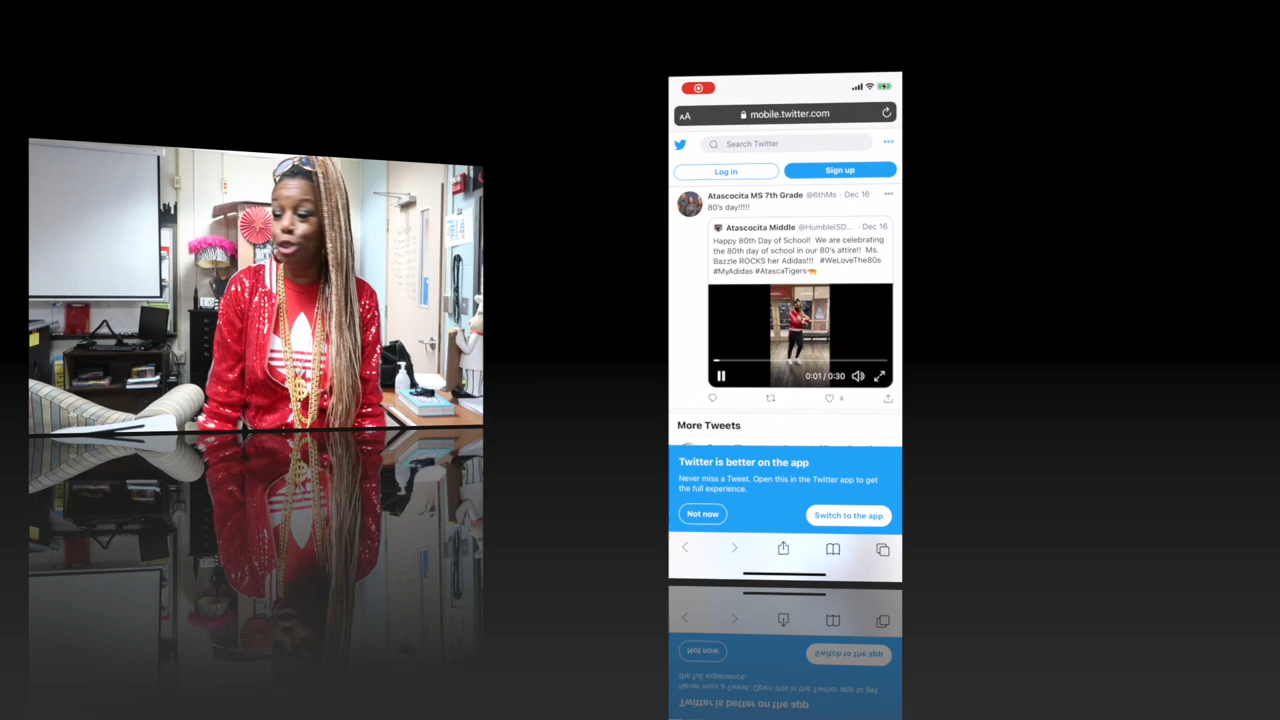 mobile.twitter.com
AA
Search Twitter
Log in
Sign up
Atascocita MS 7th Grade @6thMs · Dec 16
80's day!!!!!
Atascocita Middle @HumbleISD... · Dec 16
Happy 80th Day of School! We are celebrating
the 80th day of school in our 80's attire!! Ms.
Bazzle ROCKS her Adidas!!! #WeLoveThe80s
#MyAdidas #AtascaTigers🐅
0:01 / 0:30
4
More Tweets
Twitter is better on the app
Never miss a Tweet. Open this in the Twitter app to get
the full experience.
Not now
Switch to the app